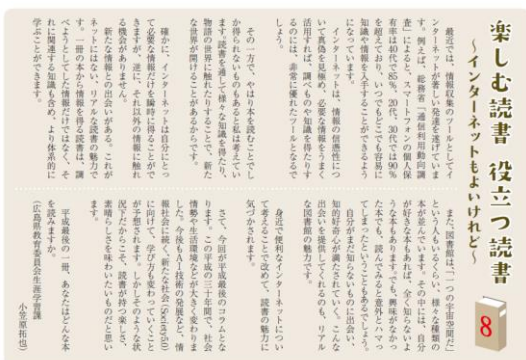 楽しむ読書 役立つ読書
8
～インターネットもよいけれど～
最近では、情報収集のツールとしてイ
ンターネットが著しい発達を遂げていま
す。例えば、総務省「通信利用動向調
査」によると、スマートフォンの個人保
有率は40代で85%、20代、30代では90%
を超えており、いつでもどこでも容易に
知識や情報を入手することができるよう
になっています。
インターネットは、情報の信憑性につ
いて真偽を見極め、必要な情報をうまく
活用すれば、調べものや知識を得たりす
るのには、非常に優れたツールとなるで
しょう。
その一方で、やはり本を読むことでし
か得られないものもあると私は考えてい
ます。読書を通して様々な知識を得たり、
物語の世界に触れたりすることで、新た
な世界が開けることがあるからです。
確かに、インターネットは自分にとっ
て必要な情報だけを瞬時に得ることがで
きますが、逆に、それ以外の情報に触れ
る機会がありません。
新たな情報との出会いがある。これが
ネットにはない、リアルな読書の魅力で
す。一冊の本から情報を得る読書は、調
べようとした情報だけではなく、そ
れに関連する知識も含め、より体系的に
学ぶことができます。
また、図書館は、「一つの宇宙空間だ」
という人もいるくらい、様々な種類の
本が並んでいます。その中には、自分
が好きな本もあれば、全く知らないよ
うな本もあります。でも、興味がなかっ
た本でも、読んでみると意外とハマっ
てしまったということもあるでしょう。
自分がまだ知らないものに出会い、
知的好奇心が満たされていく、こんな
出会いを提供してくれるのも、リアル
な図書館の魅力です。
身近で便利なインターネットについ
て考えることで改めて、読書の魅力に
気づかされます。
さて、今回が平成最後のコラムとな
ります。この平成の三十年間で、社会
情勢や生活環境などが大きく変わりま
した。今後もAI技術の発展など、情
報社会に続く、新たな社会(Society5.0)
に向けて、学び方も変わっていくこと
が予想されます。しかしそのような状
況下だからこそ、読書が持つ楽しさ、
素晴らしさを味わいたいものだと思い
ます。
平成最後の一冊、あなたはどんな本
を読みますか。
(広島県教育委員会生涯学習課
小笠原拓也)